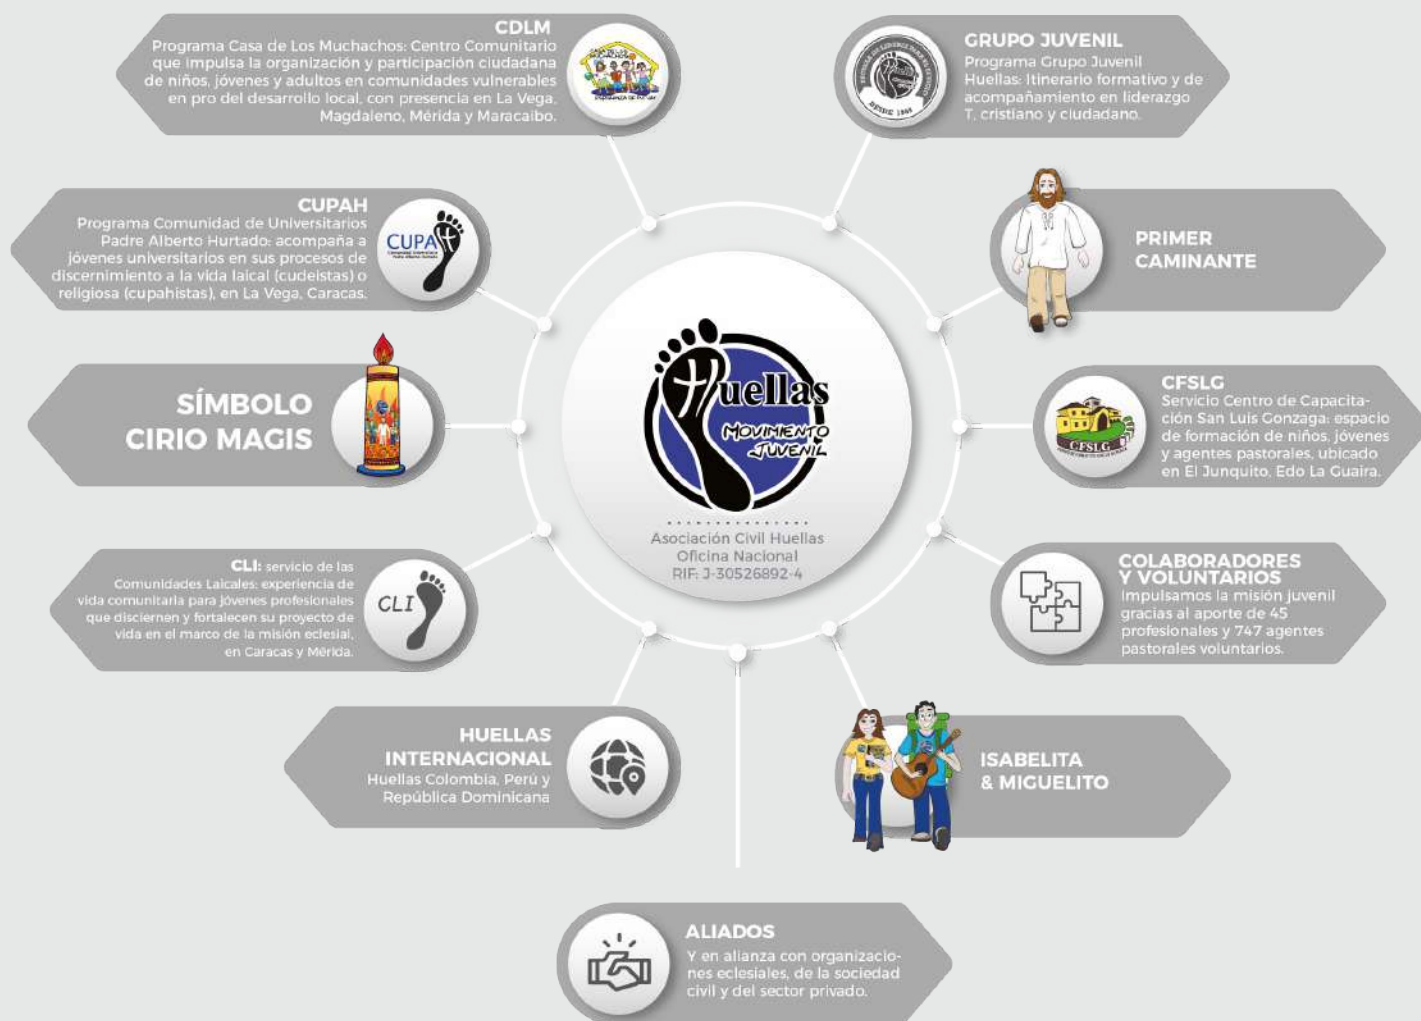 CDLM
Programa Casa de Los Muchachos: Centro Comunitario
que impulsa la organización y participación ciudadana
de niños, jóvenes y adultos en comunidades vulnerables
en pro del desarrollo local, con presencia en La Vega,
Magdaleno, Mérida y Maracaibo.
GRUPO JUVENIL
Programa Grupo Juvenil
Huellas: Itinerario formativo y de
acompañamiento en liderazgo
T, cristiano y ciudadano.
DESDE
CUPAH
Programa Comunidad de Universitarios
Padre Alberto Hurtado: acompaña a
jóvenes universitarios en sus procesos de
discernimiento a la vida laical (cudeistas) o
religiosa (cupahistas), en La Vega, Caracas.
CUPA
PRIMER
CAMINANTE
SÍMBOLO
CIRIO MAGIS
Huellas
MOVIMIENTO
JUVENIL
Asociación Civil Huellas
Oficina Nacional
RIF: J-30526892-4
CFSLG
Servicio Centro de Capacita-
ción San Luis Gonzaga: espacio
de formación de niños, jóvenes
y agentes pastorales, ubicado
en El Junquito, Edo La Guaira.
CFSLG
CLI: servicio de las
Comunidades Laicales: experiencia de
vida comunitaria para jóvenes profesionales
que disciernen y fortalecen su proyecto de
vida en el marco de la misión eclesial,
en Caracas y Mérida.
CLI
COLABORADORES
Y VOLUNTARIOS
Impulsamos la misión juvenil
gracias al aporte de 45
profesionales y 747 agentes
pastorales voluntarios.
HUELLAS
INTERNACIONAL
Huellas Colombia, Perú y
República Dominicana
ISABELITA
& MIGUELITO
ALIADOS
Y en alianza con organizacio-
nes eclesiales, de la sociedad
civil y del sector privado.